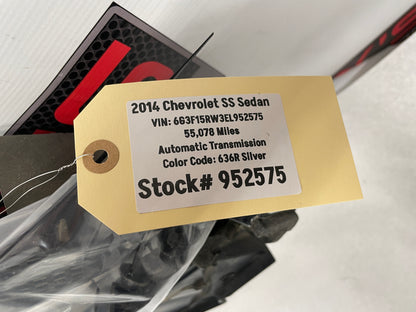 2014 Chevrolet SS Sedan
VIN: 6G3F15RW3EL952575
55,078 Miles
Automatic Transmission
Color Code: 636R Silver
Stock# 952575